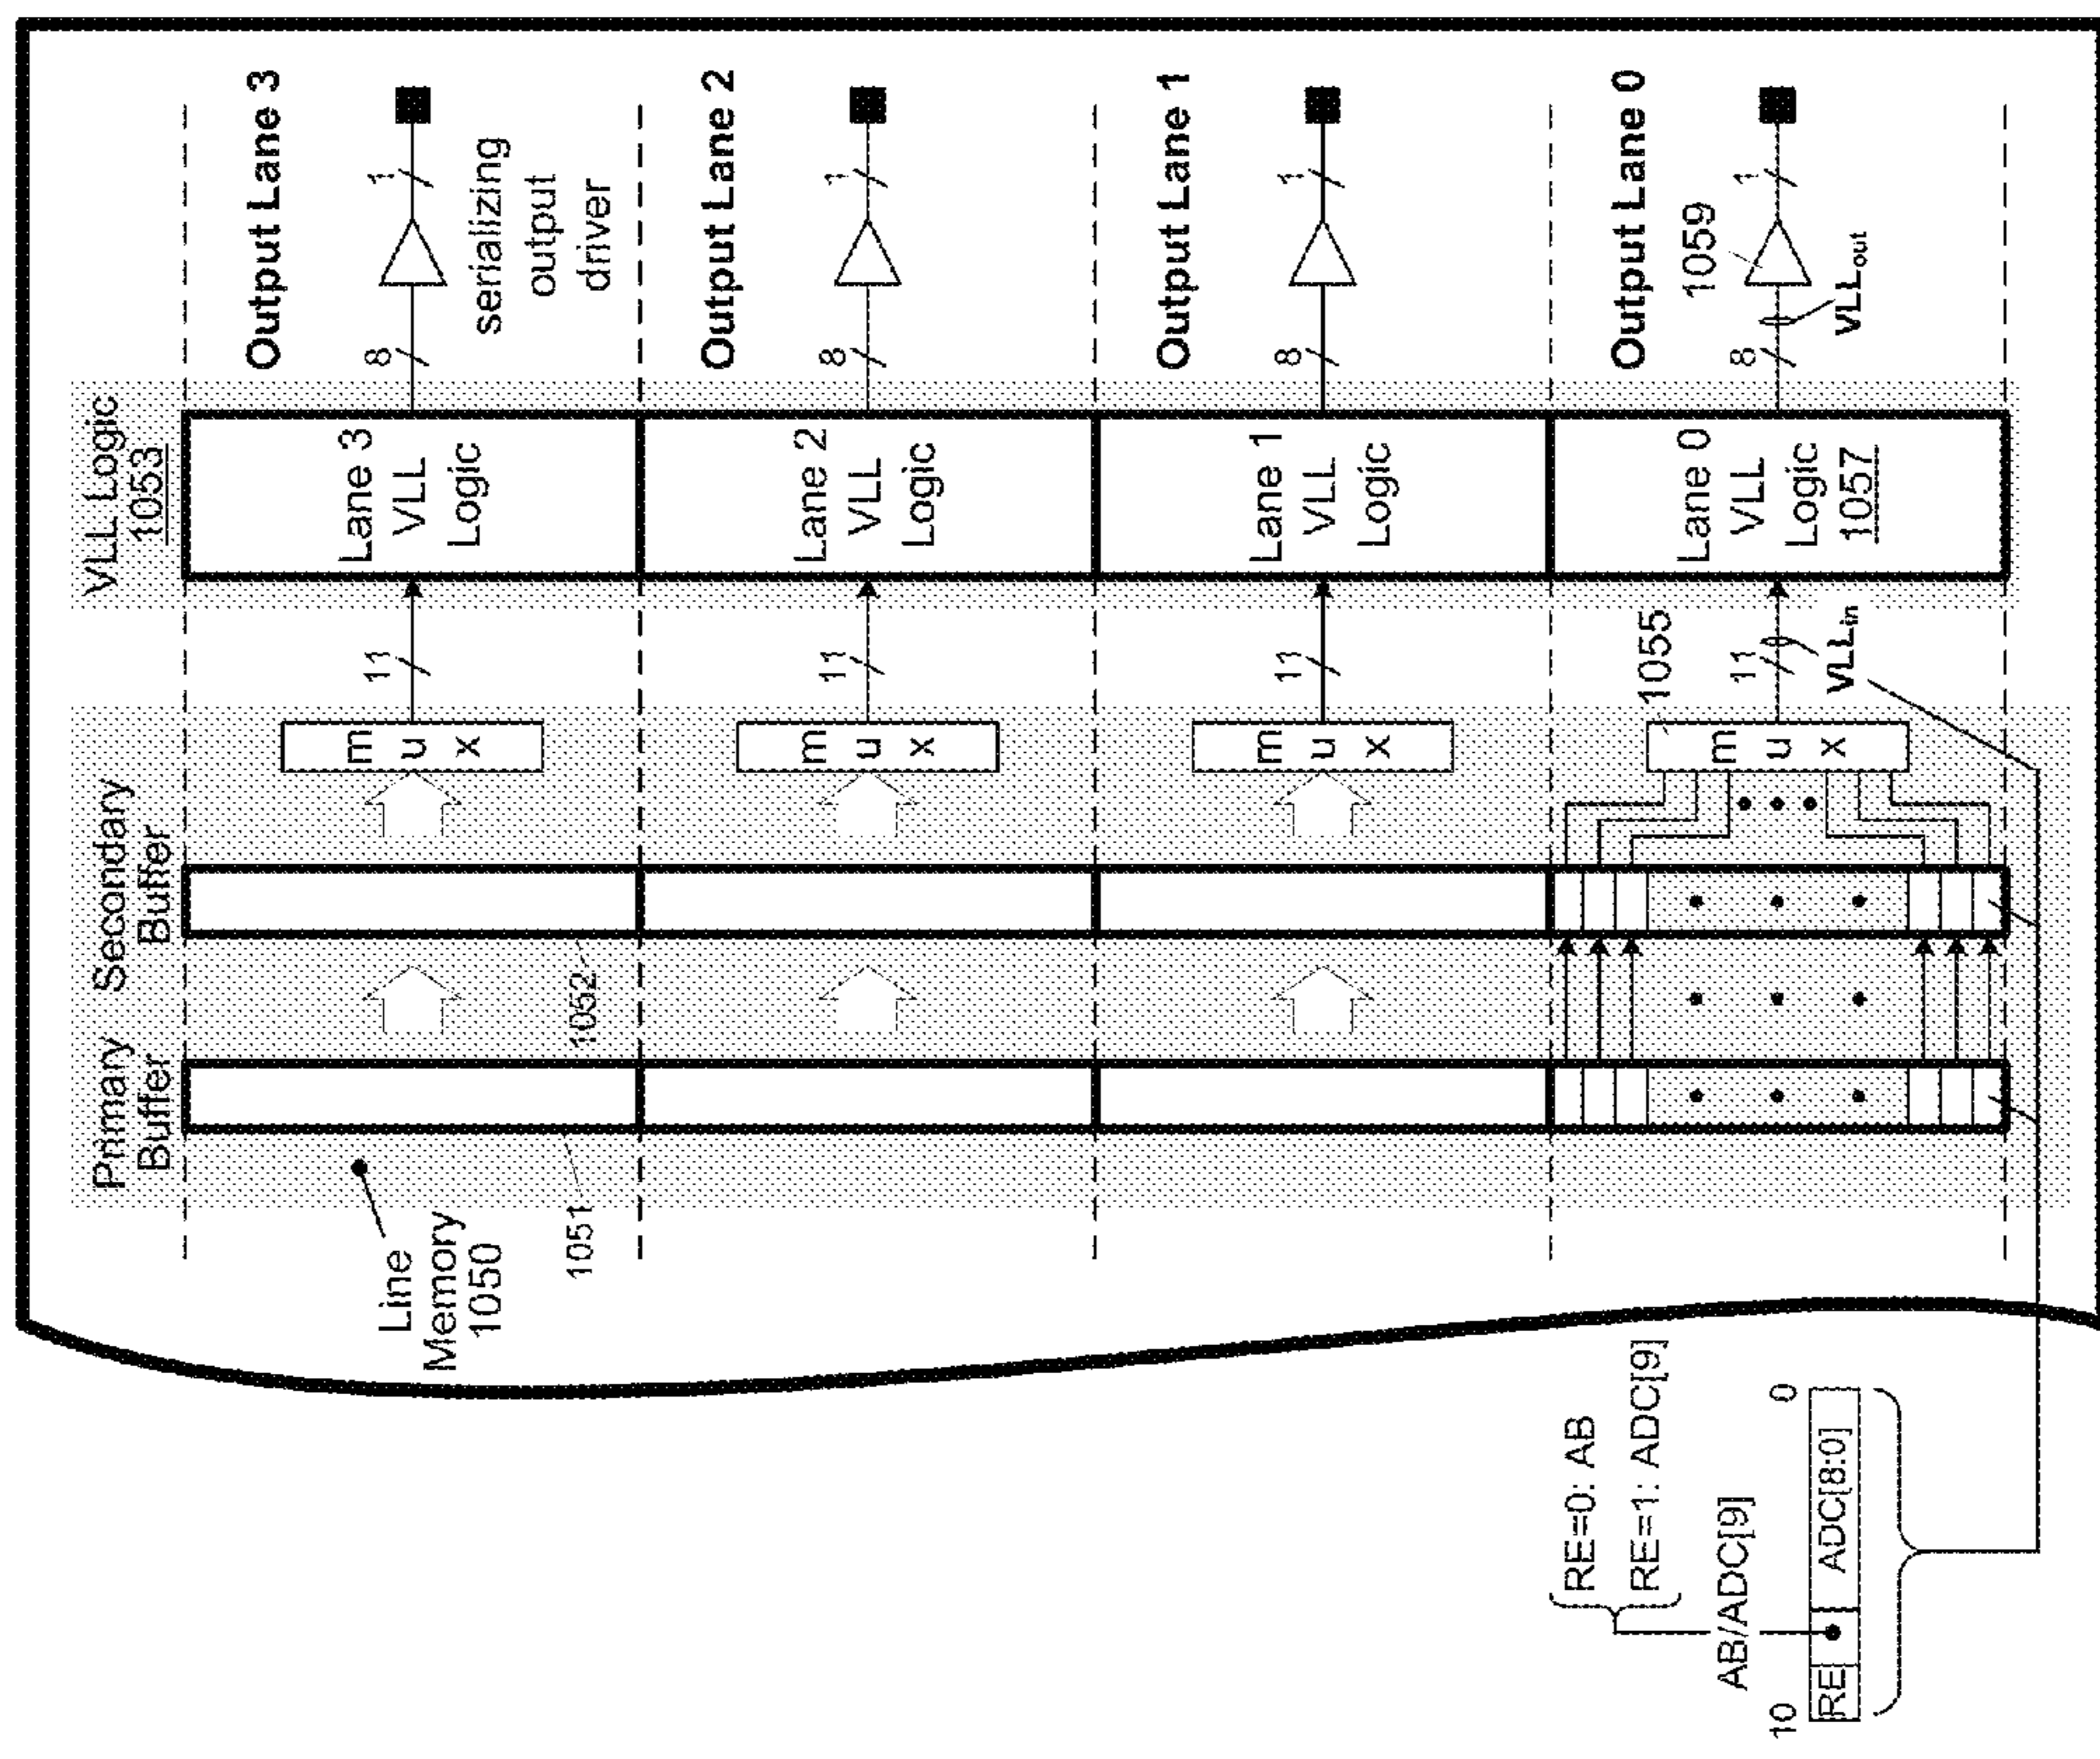 Primary
Buffer
Secondary
Buffer
VLL Logic
1053
Line
Memory
1050
1051
1052
m
u
x
11
Lane 3
VLL
Logic
8
1
Output Lane 3
serializing
output
driver
m
u
x
11
Lane 2
VLL
Logic
8
1
Output Lane 2
m
u
x
11
Lane 1
VLL
Logic
8
1
Output Lane 1
1055
m
u
x
11
VLLin
Lane 0
VLL
Logic
1057
8
VLLout
1059
1
Output Lane 0
RE=0: AB
RE=1: ADC[9]
AB/ADC[9]
10
0
RE
ADC[8:0]